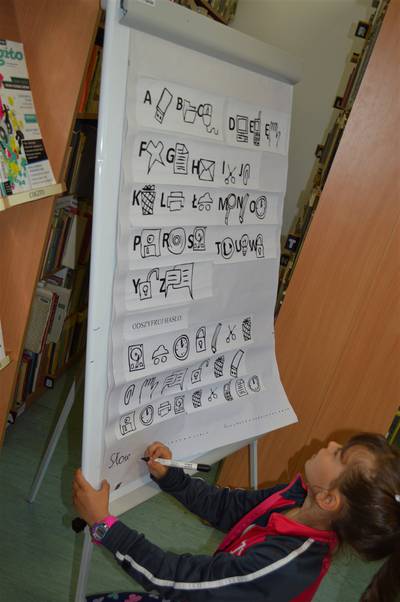 A B C D E
F G H I J
K L Ł M N O
P R O S T U W
Y Z
ODSZYFRUJ HASŁO:
Słow